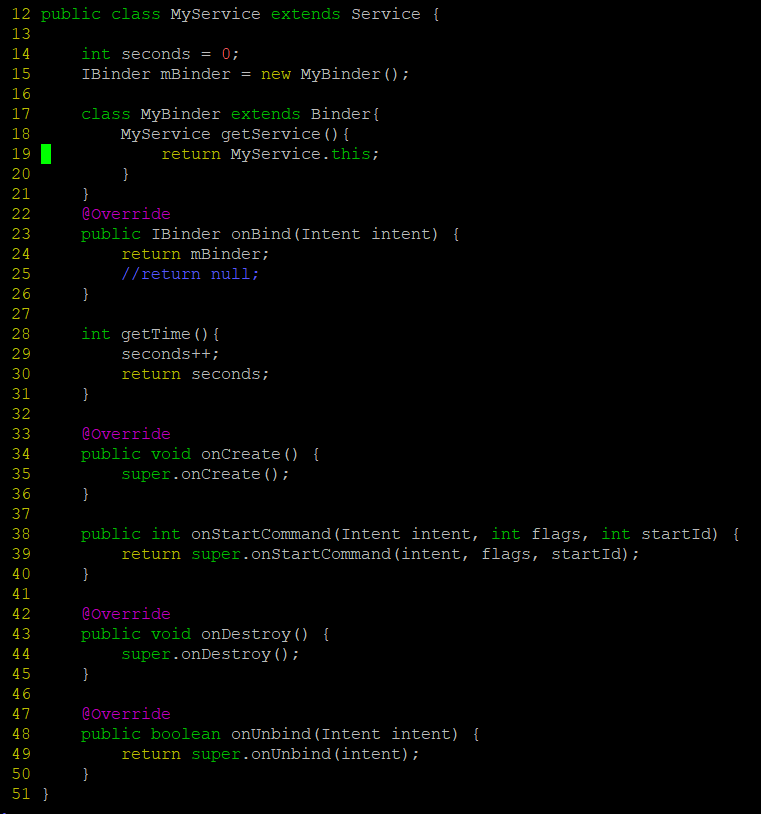 12 public class MyService extends Service {
13
14     int seconds = 0;
15     IBinder mBinder = new MyBinder();
16
17     class MyBinder extends Binder{
18         MyService getService(){
19             return MyService.this;
20         }
21     }
22     @Override
23     public IBinder onBind(Intent intent) {
24         return mBinder;
25         //return null;
26     }
27
28     int getTime(){
29         seconds++;
30         return seconds;
31     }
32
33     @Override
34     public void onCreate() {
35         super.onCreate();
36     }
37
38     public int onStartCommand(Intent intent, int flags, int startId) {
39         return super.onStartCommand(intent, flags, startId);
40     }
41
42     @Override
43     public void onDestroy() {
44         super.onDestroy();
45     }
46
47     @Override
48     public boolean onUnbind(Intent intent) {
49         return super.onUnbind(intent);
50     }
51 }